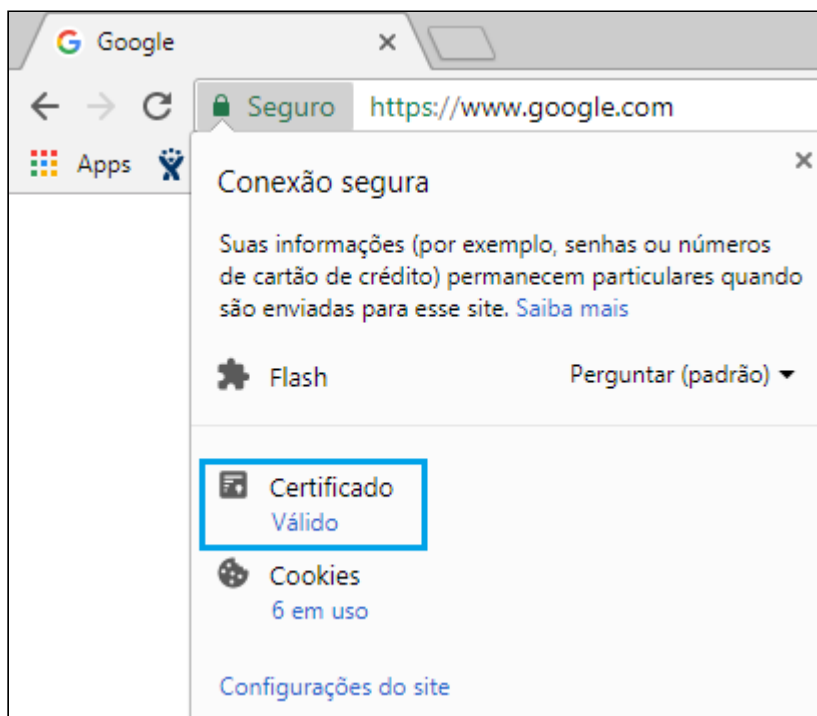 Google
Seguro https://www.google.com
Apps
Conexão segura
Suas informações (por exemplo, senhas ou números
de cartão de crédito) permanecem particulares quando
são enviadas para esse site. Saiba mais
Flash Perguntar (padrão)
Certificado
Válido
Cookies
6 em uso
Configurações do site